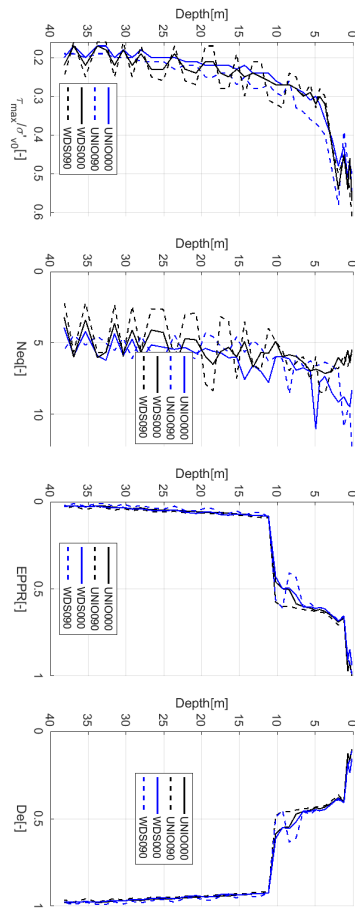 Depth[m]
0
5
10
15
20
25
30
35
40
0.2
0.3
0.4
0.5
0.6
τmax/σ'v0[-]
UNIO000
UNIO090
WDS000
WDS090
Depth[m]
0
5
10
15
20
25
30
35
40
0
5
10
Neq[-]
UNIO000
UNIO090
WDS000
WDS090
Depth[m]
0
5
10
15
20
25
30
35
40
0
0.5
1
EPPR[-]
UNIO000
UNIO090
WDS000
WDS090
Depth[m]
0
5
10
15
20
25
30
35
40
0
0.5
1
De[-]
UNIO000
UNIO090
WDS000
WDS090